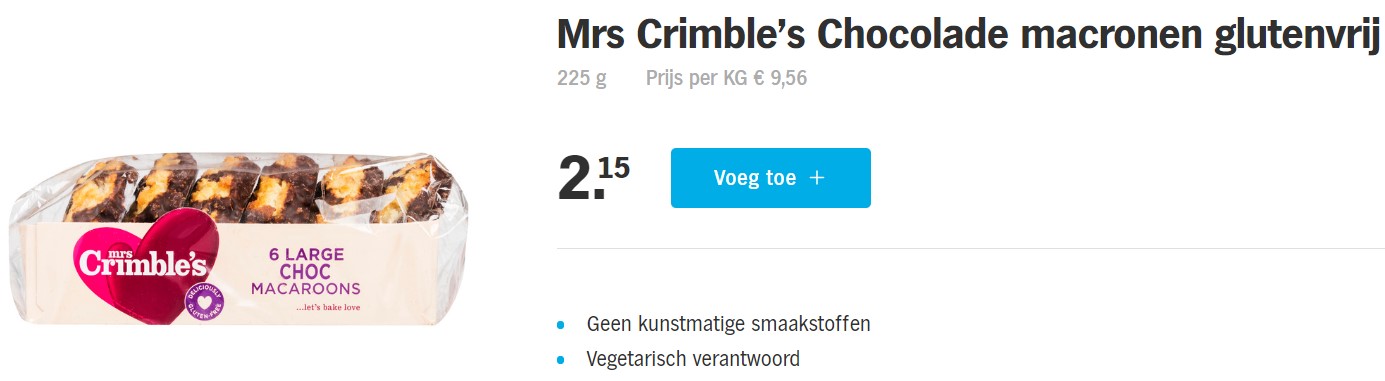 Mrs Crimble's Chocolade macronen glutenvrij
225 g Prijs per KG € 9,56
2.15
Voeg toe +
mrs
Crimble's
6 LARGE
CHOC
MACAROONS
...let's bake love
DELICIOUSLY
GLUTEN-FREE
Geen kunstmatige smaakstoffen
Vegetarisch verantwoord